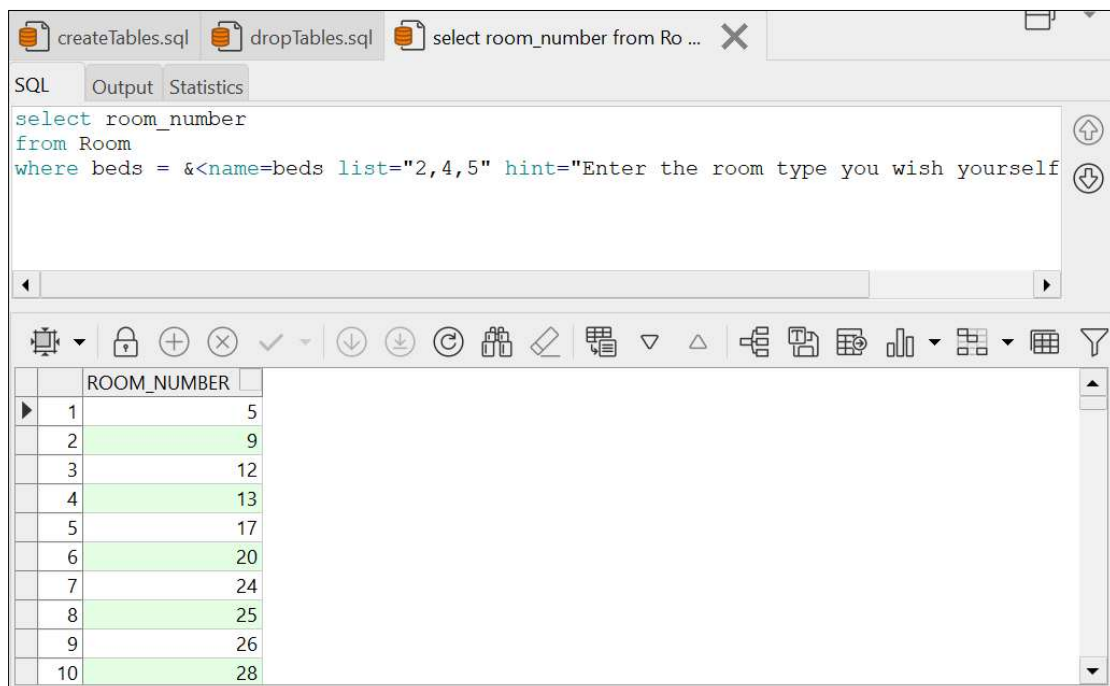 createTables.sql dropTables.sql select room_number from Ro ...
SQL Output Statistics
select room_number
from Room
where beds = &<name=beds list="2,4,5" hint="Enter the room type you wish yourself
ROOM_NUMBER
1 5
2 9
3 12
4 13
5 17
6 20
7 24
8 25
9 26
10 28